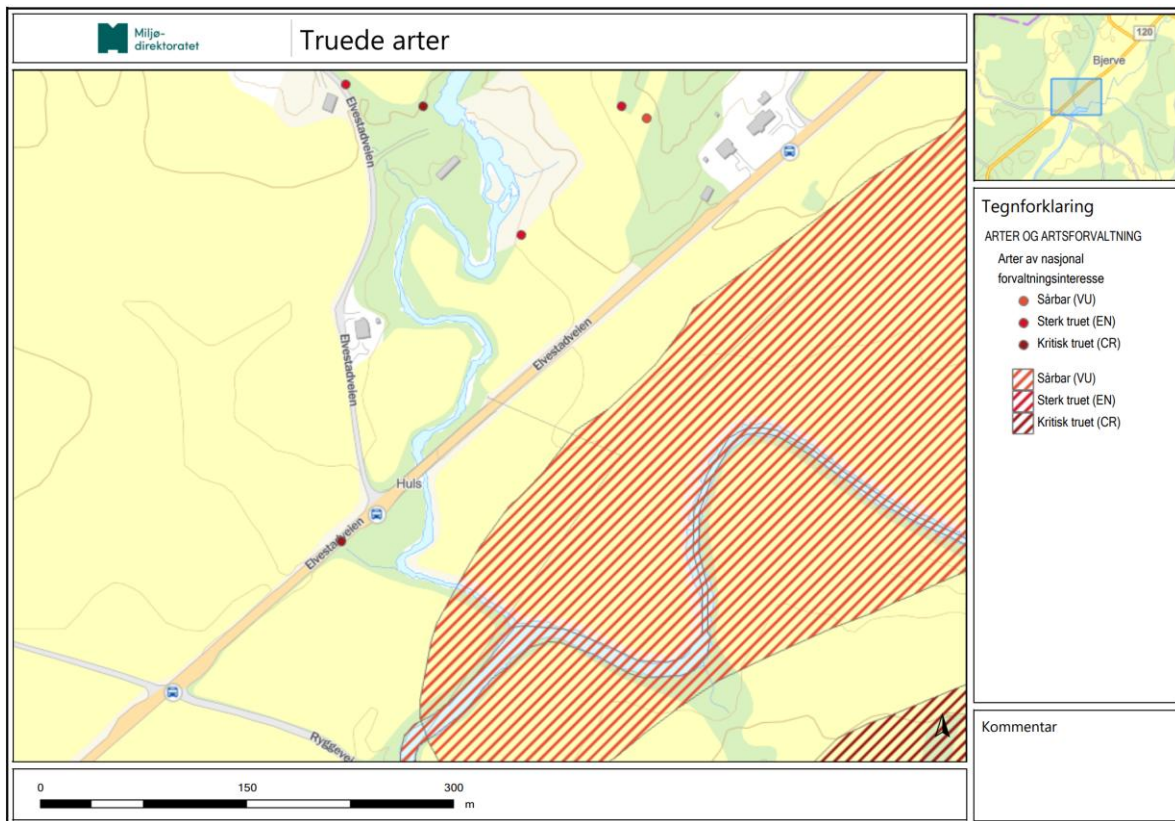 Miljø-
direktoratet
Truede arter
120
Bjerve
Elvestadveien
Elvestadveien
Elvestadveien
Huls
Elvestadveien
Ryggevei
Tegnforklaring
ARTER OG ARTSFORVALTNING
Arter av nasjonal
forvaltningsinteresse
Sårbar (VU)
Sterk truet (EN)
Kritisk truet (CR)
Sårbar (VU)
Sterk truet (EN)
Kritisk truet (CR)
Kommentar
0 150 300
m